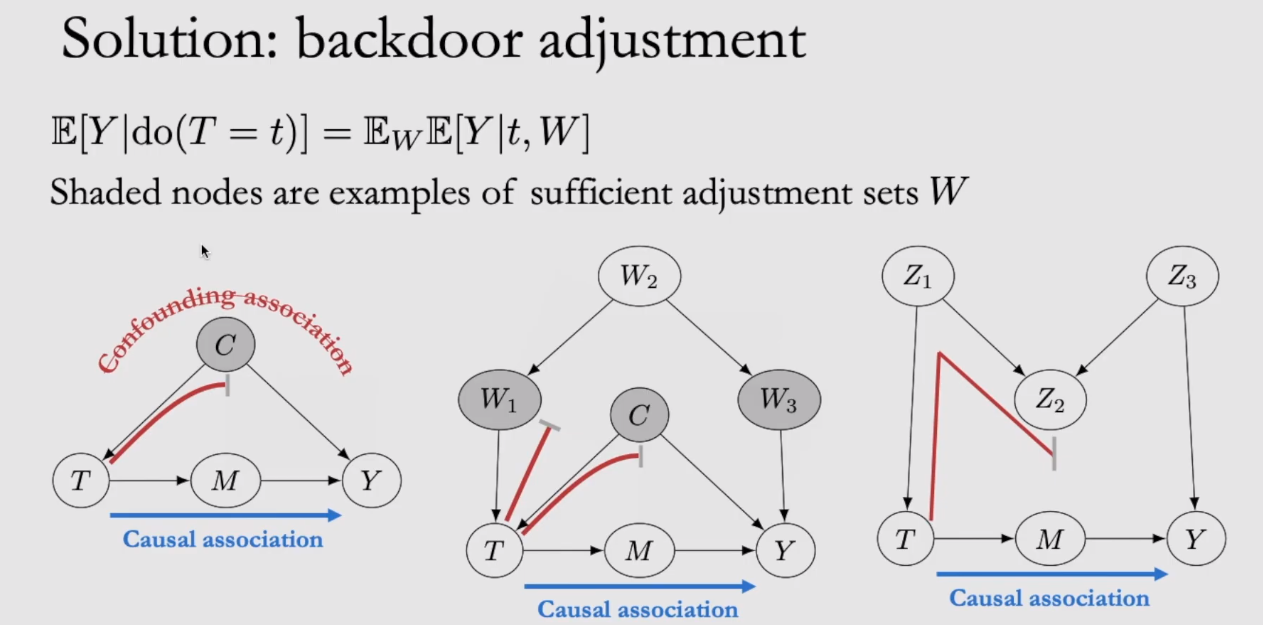 Solution: backdoor adjustment
𝔼[Y|do(T = t)] = 𝔼_W𝔼[Y|t, W]
Shaded nodes are examples of sufficient adjustment sets W
Confounding association
C
T
M
Y
Causal association
W₂
W₁
C
W₃
T
M
Y
Causal association
Z₁
Z₃
Z₂
T
M
Y
Causal association